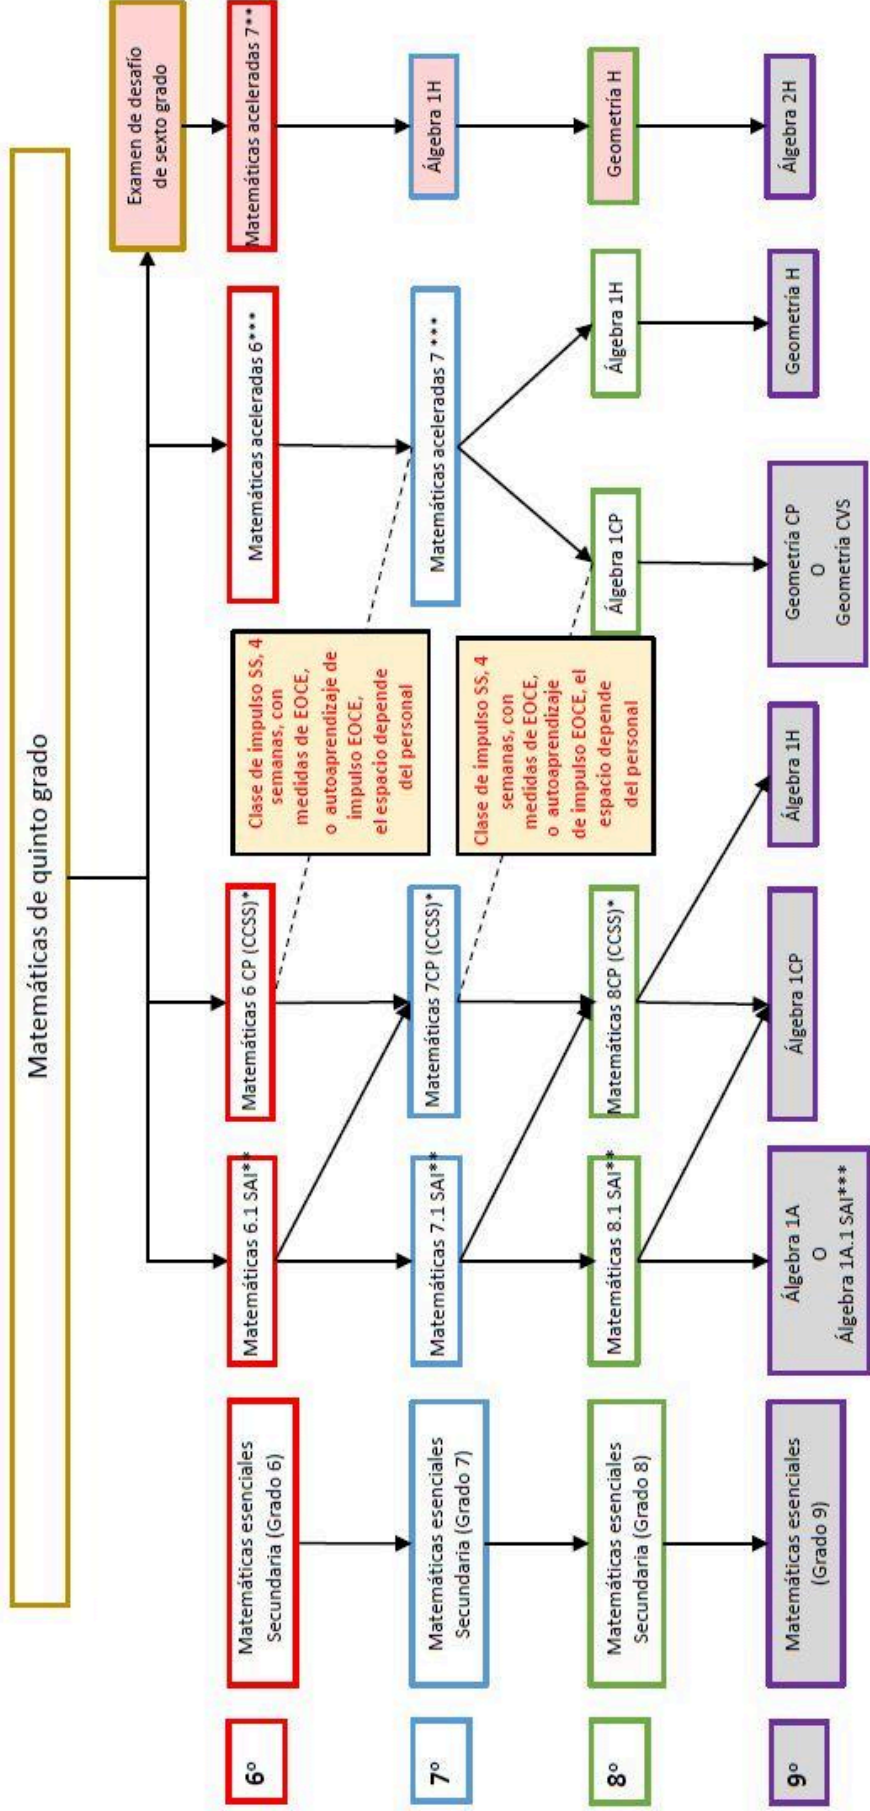 Matemáticas de quinto grado
Examen de desafío
de sexto grado
6º
Matemáticas esenciales
Secundaria (Grado 6)
Matemáticas 6.1 SAI**
Matemáticas 6 CP (CCSS)*
Matemáticas aceleradas 6***
Matemáticas aceleradas 7**
Clase de impulso SS, 4
semanas, con
medidas de EOCE,
o autoaprendizaje de
impulso EOCE,
el espacio depende
del personal
7º
Matemáticas esenciales
Secundaria (Grado 7)
Matemáticas 7.1 SAI**
Matemáticas 7CP (CCSS)*
Matemáticas aceleradas 7 ***
Álgebra 1H
Clase de impulso SS, 4
semanas, con
medidas de EOCE,
o autoaprendizaje
de impulso EOCE, el
espacio depende
del personal
8º
Matemáticas esenciales
Secundaria (Grado 8)
Matemáticas 8.1 SAI**
Matemáticas 8CP (CCSS)*
Álgebra 1CP
Álgebra 1H
Geometría H
9º
Matemáticas esenciales
(Grado 9)
Álgebra 1A
O
Álgebra 1A.1 SAI***
Álgebra 1CP
Álgebra 1H
Geometría CP
O
Geometría CVS
Geometría H
Álgebra 2H